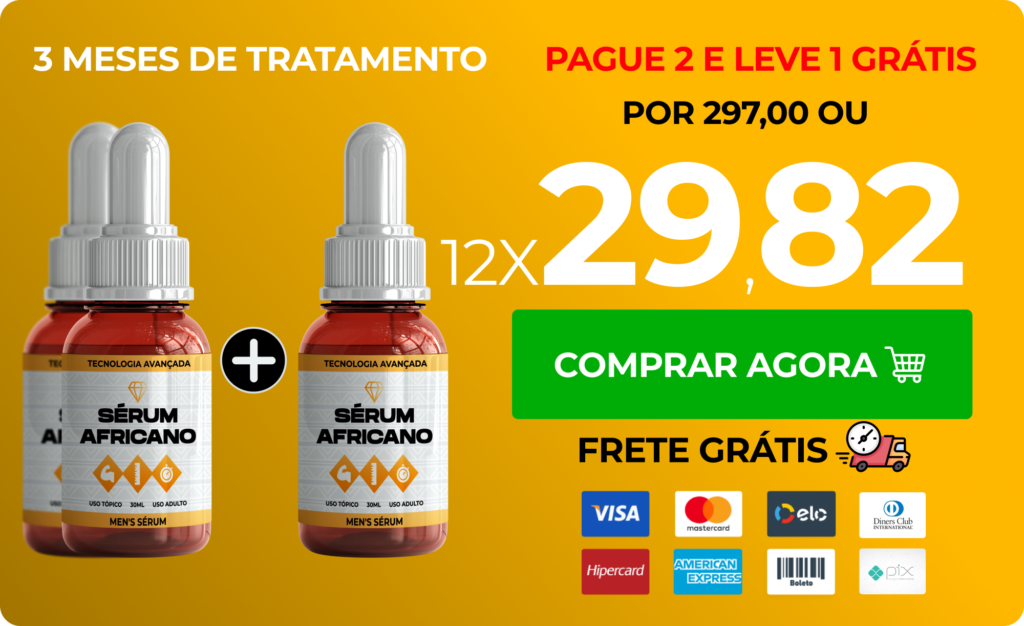 3 MESES DE TRATAMENTO
PAGUE 2 E LEVE 1 GRÁTIS
POR 297,00 OU
12X29,82
COMPRAR AGORA
FRETE GRÁTIS
TECNOLOGIA AVANÇADA
SÉRUM
AFRICANO
USO TÓPICO 30ML USO ADULTO
MEN'S SÉRUM
TECNOLOGIA AVANÇADA
SÉRUM
AFRICANO
USO TÓPICO 30ML USO ADULTO
MEN'S SÉRUM
VISA
mastercard
elo
Diners Club
INTERNATIONAL
Hipercard
AMERICAN
EXPRESS
Boleto
pix